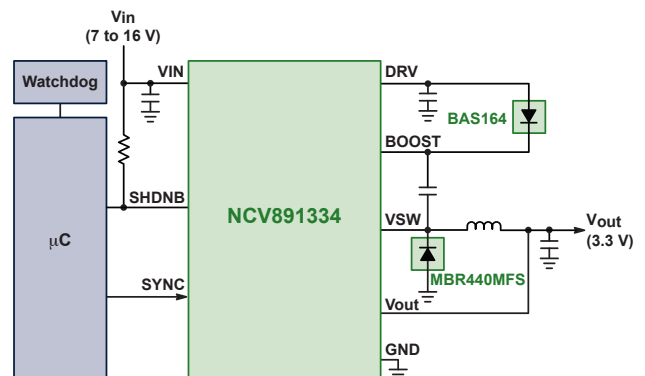 Vin
(7 to 16 V)
Watchdog
VIN
DRV
BAS164
BOOST
SHDNB
NCV891334
VSW
Vout
(3.3 V)
μC
MBR440MFS
SYNC
Vout
GND